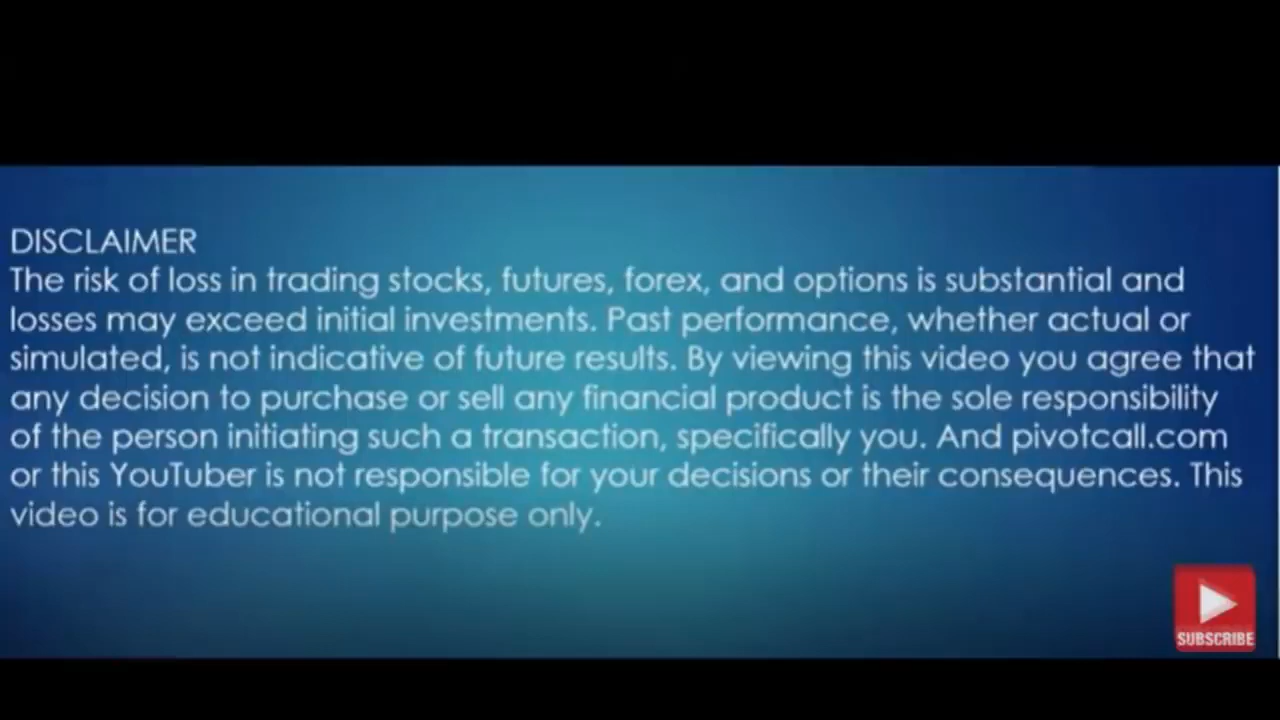 DISCLAIMER
The risk of loss in trading stocks, futures, forex, and options is substantial and
losses may exceed initial investments. Past performance, whether actual or
simulated, is not indicative of future results. By viewing this video you agree that
any decision to purchase or sell any financial product is the sole responsibility
of the person initiating such a transaction, specifically you. And pivotcall.com
or this YouTuber is not responsible for your decisions or their consequences. This
video is for educational purpose only.
SUBSCRIBE